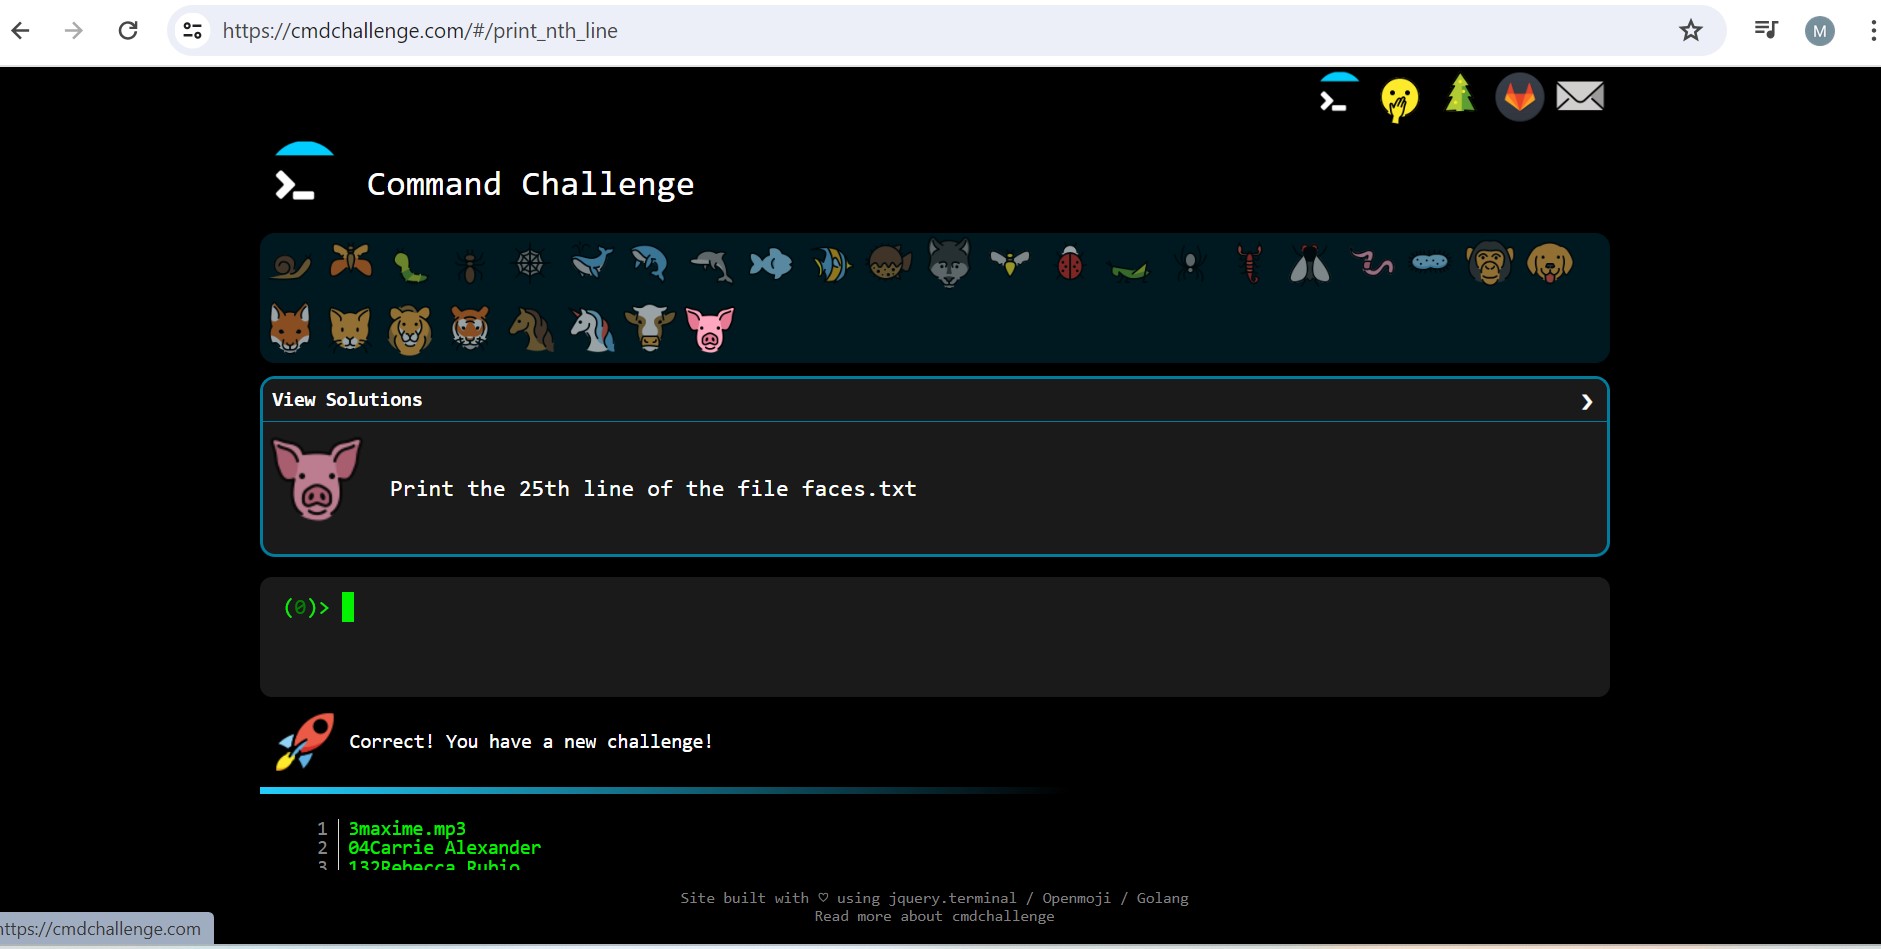 https://cmdchallenge.com/#/print_nth_line
M
Command Challenge
View Solutions
Print the 25th line of the file faces.txt
(0)>
Correct! You have a new challenge!
1 3maxime.mp3
2 04Carrie Alexander
3 132Rebecca Rubio
Site built with ♡ using jquery.terminal / Openmoji / Golang
Read more about cmdchallenge
https://cmdchallenge.com